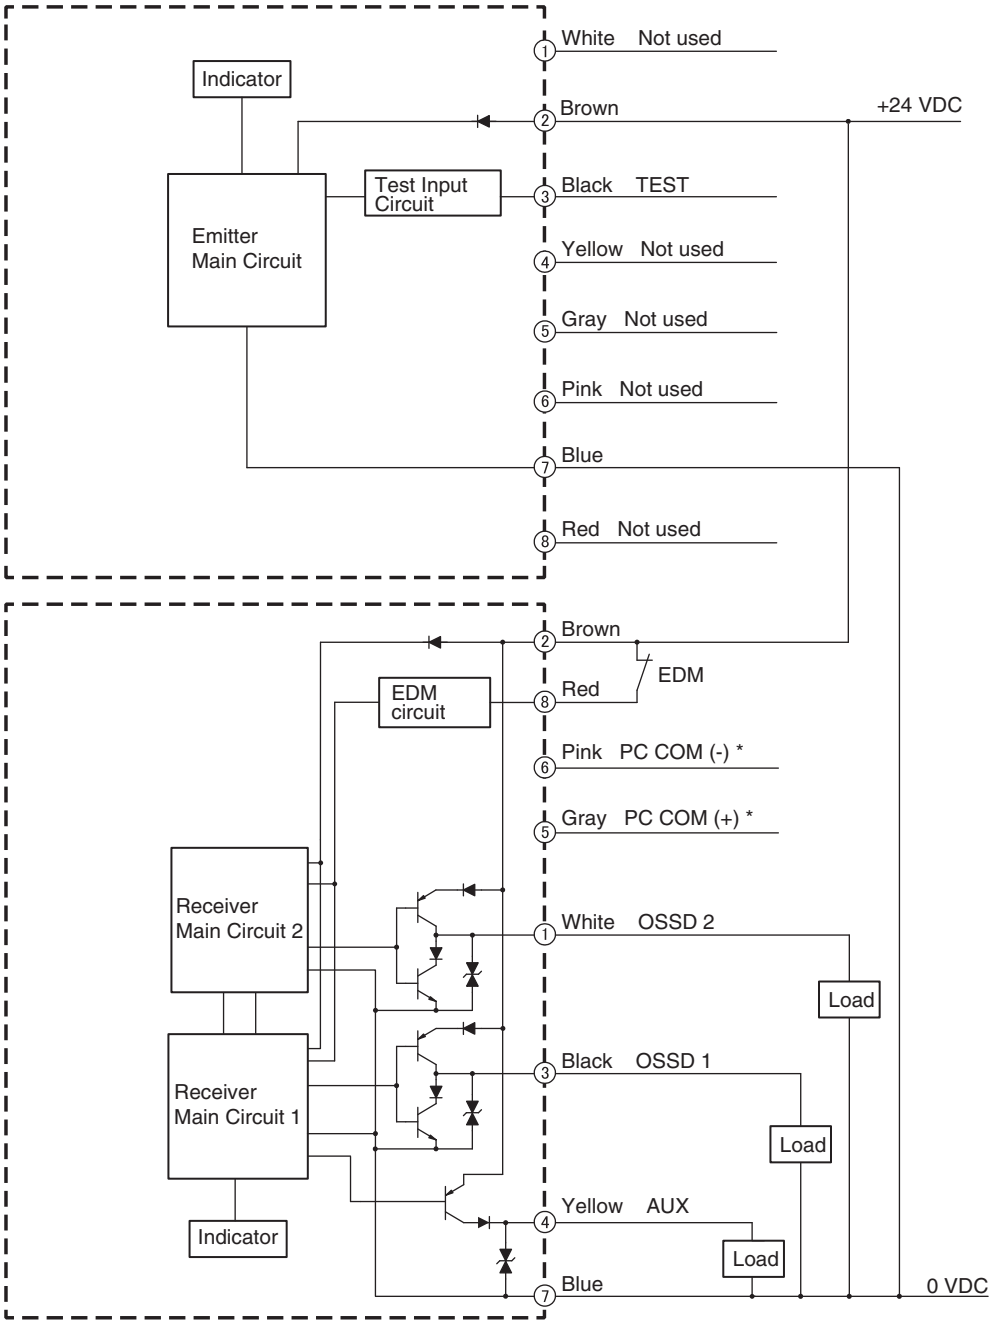 1 White Not used
Indicator
2 Brown
+24 VDC
Test Input
Circuit
3 Black TEST
Emitter
Main Circuit
4 Yellow Not used
5 Gray Not used
6 Pink Not used
7 Blue
8 Red Not used
2 Brown
EDM
EDM
circuit
8 Red
6 Pink PC COM (-) *
5 Gray PC COM (+) *
Receiver
Main Circuit 2
1 White OSSD 2
Load
3 Black OSSD 1
Receiver
Main Circuit 1
Load
4 Yellow AUX
Indicator
Load
7 Blue
0 VDC